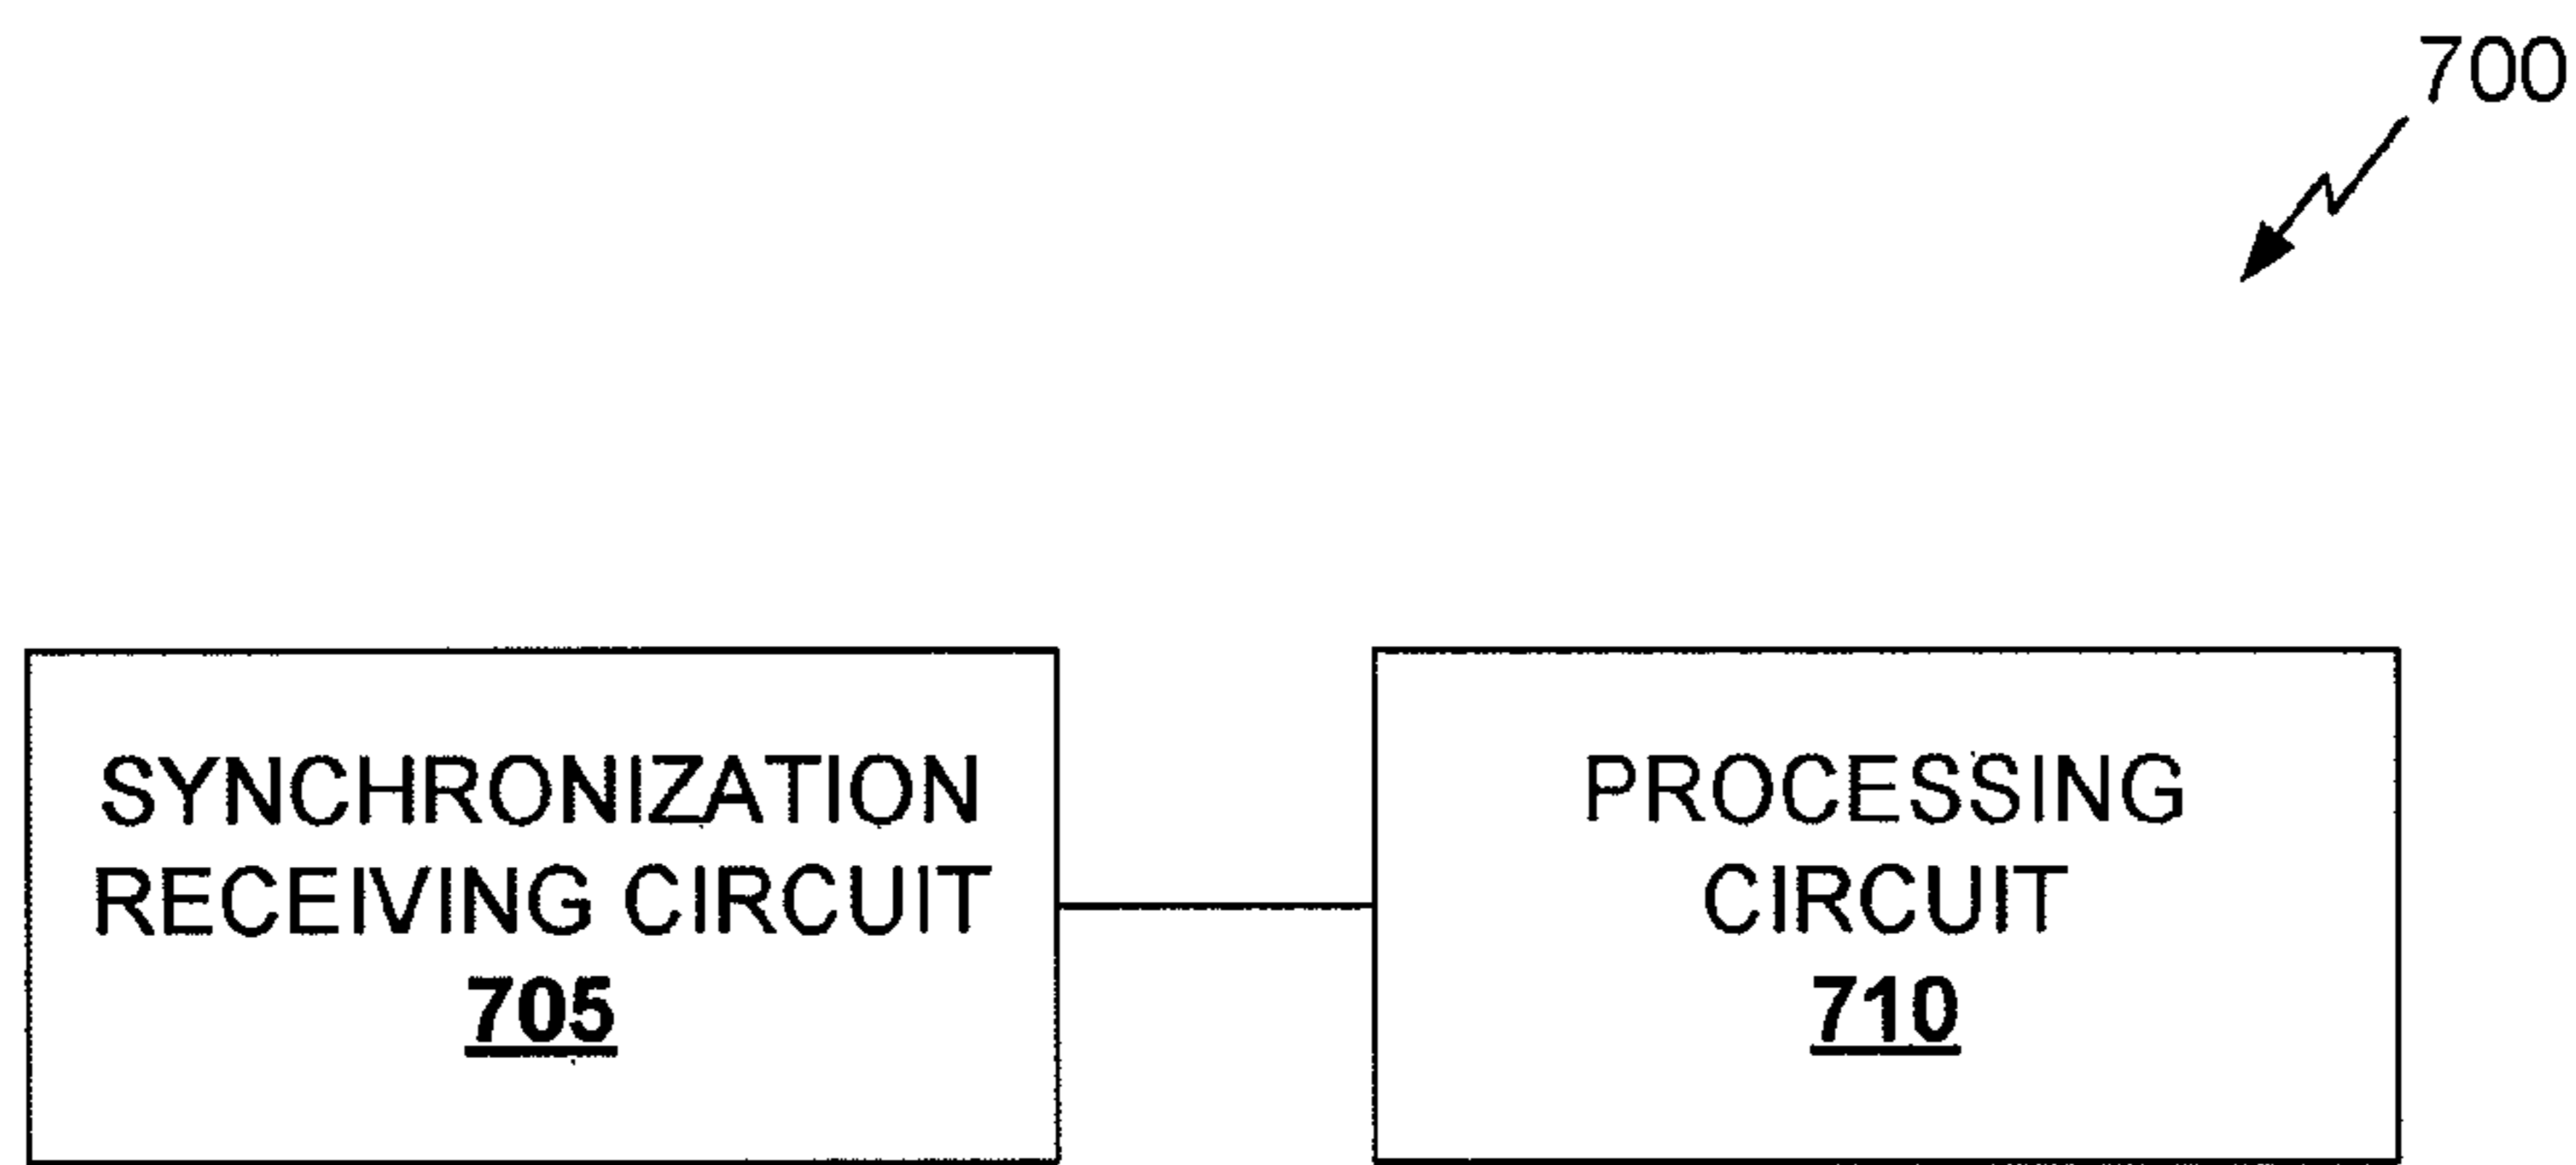 700
SYNCHRONIZATION
RECEIVING CIRCUIT
705
PROCESSING
CIRCUIT
710